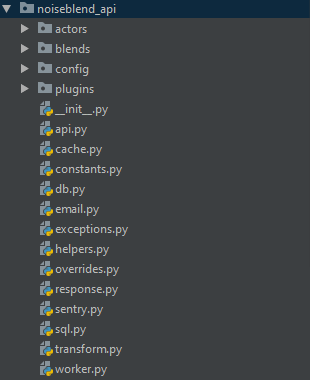 noiseblend_api
actors
blends
config
plugins
__init__.py
api.py
cache.py
constants.py
db.py
email.py
exceptions.py
helpers.py
overrides.py
response.py
sentry.py
sql.py
transform.py
worker.py